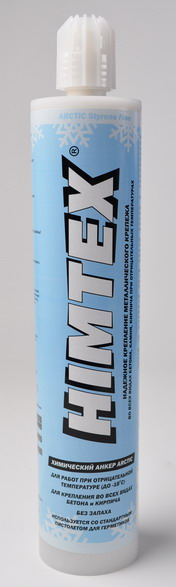 ARCTIC Styrene Free
HIMTEX®
НАДЕЖНОЕ КРЕПЛЕНИЕ МЕТАЛЛИЧЕСКОГО КРЕПЕЖА
ВО ВСЕХ ВИДАХ БЕТОНА, КАМНЯ, КИРПИЧА ПРИ ОТРИЦАТЕЛЬНЫХ ТЕМПЕРАТУРАХ
ХИМИЧЕСКИЙ АНКЕР ARCTIC
ДЛЯ РАБОТ ПРИ ОТРИЦАТЕЛЬНОЙ
ТЕМПЕРАТУРЕ (ДО -18°С)
ДЛЯ КРЕПЛЕНИЯ ВО ВСЕХ ВИДАХ
БЕТОНА И КИРПИЧА
БЕЗ ЗАПАХА
ИСПОЛЬЗУЕТСЯ СО СТАНДАРТНЫМ
ПИСТОЛЕТОМ ДЛЯ ГЕРМЕТИКОВ